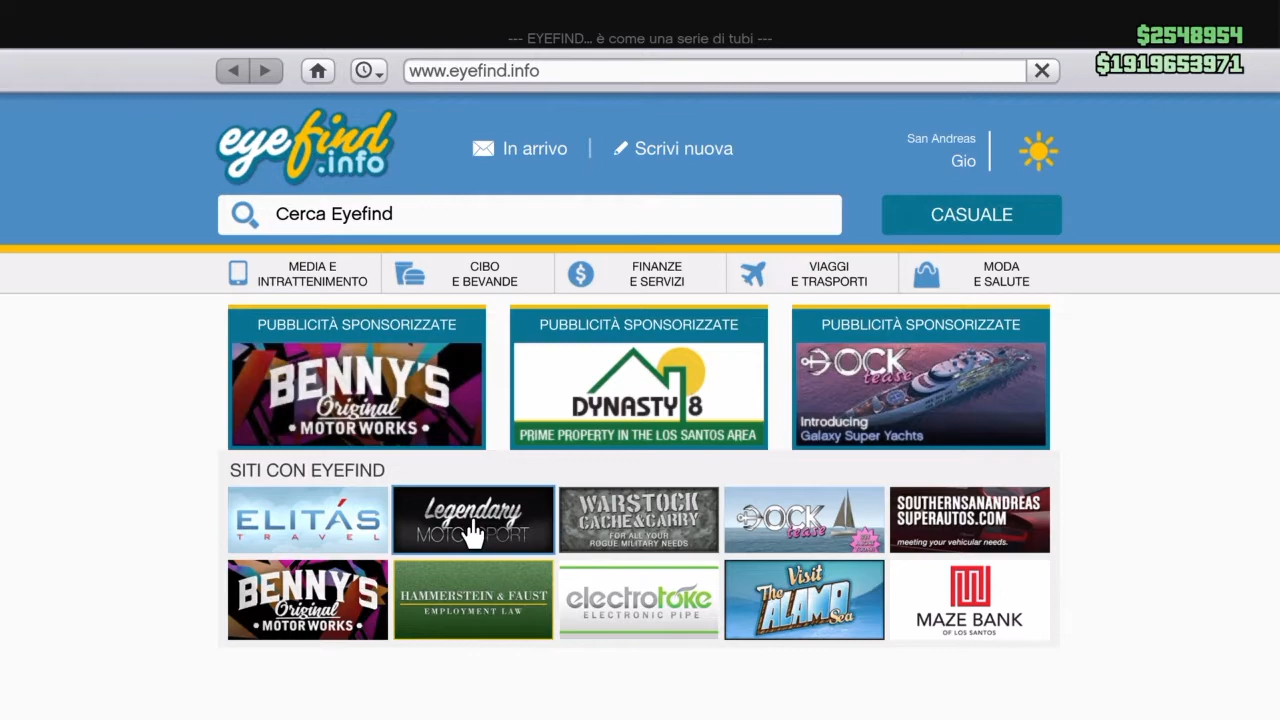 --- EYEFIND... è come una serie di tubi ---
$2548954
$1919653971
www.eyefind.info
eyefind
.info
In arrivo
Scrivi nuova
San Andreas
Gio
Cerca Eyefind
CASUALE
MEDIA E
INTRATTENIMENTO
CIBO
E BEVANDE
FINANZE
E SERVIZI
VIAGGI
E TRASPORTI
MODA
E SALUTE
PUBBLICITÀ SPONSORIZZATE
BENNY'S
Original
• MOTOR WORKS •
PUBBLICITÀ SPONSORIZZATE
DYNASTY 8
PRIME PROPERTY IN THE LOS SANTOS AREA
PUBBLICITÀ SPONSORIZZATE
DOCK
tease
Introducing
Galaxy Super Yachts
SITI CON EYEFIND
ELITÁS
TRAVEL
Legendary
MOTORSPORT
WARSTOCK
CACHE & CARRY
FOR ALL YOUR
ROGUE MILITARY NEEDS
DOCK
tease
SOUTHERNSANANDREAS
SUPERAUTOS.COM
meeting your vehicular needs.
BENNY'S
Original
• MOTOR WORKS •
HAMMERSTEIN & FAUST
EMPLOYMENT LAW
electrotoke
ELECTRONIC PIPE
Visit
The
ALAMO
Sea
MAZE BANK
OF LOS SANTOS